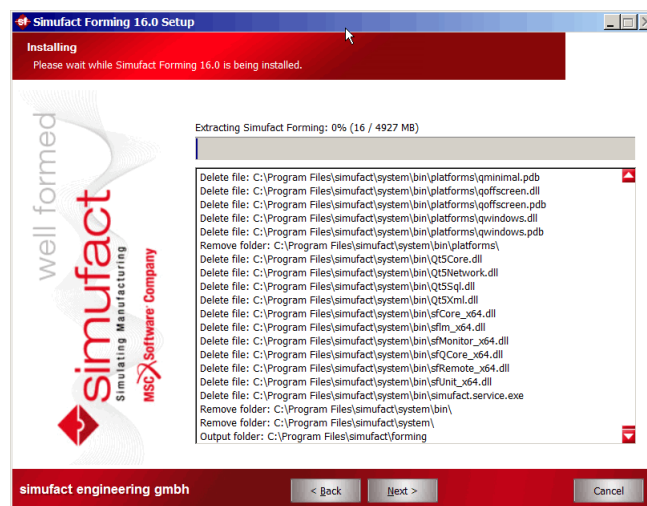 Simufact Forming 16.0 Setup
Installing
Please wait while Simufact Forming 16.0 is being installed.
well formed
simufact
Simulating Manufacturing
MSC Software Company
Extracting Simufact Forming: 0% (16 / 4927 MB)
Delete file: C:\Program Files\simufact\system\bin\platforms\qminimal.pdb
Delete file: C:\Program Files\simufact\system\bin\platforms\qoffscreen.dll
Delete file: C:\Program Files\simufact\system\bin\platforms\qoffscreen.pdb
Delete file: C:\Program Files\simufact\system\bin\platforms\qwindows.dll
Delete file: C:\Program Files\simufact\system\bin\platforms\qwindows.pdb
Remove folder: C:\Program Files\simufact\system\bin\platforms\
Delete file: C:\Program Files\simufact\system\bin\Qt5Core.dll
Delete file: C:\Program Files\simufact\system\bin\Qt5Network.dll
Delete file: C:\Program Files\simufact\system\bin\Qt5Sql.dll
Delete file: C:\Program Files\simufact\system\bin\Qt5Xml.dll
Delete file: C:\Program Files\simufact\system\bin\sfCore_x64.dll
Delete file: C:\Program Files\simufact\system\bin\sflm_x64.dll
Delete file: C:\Program Files\simufact\system\bin\sfMonitor_x64.dll
Delete file: C:\Program Files\simufact\system\bin\sfQCore_x64.dll
Delete file: C:\Program Files\simufact\system\bin\sfRemote_x64.dll
Delete file: C:\Program Files\simufact\system\bin\sfUnit_x64.dll
Delete file: C:\Program Files\simufact\system\bin\simufact.service.exe
Remove folder: C:\Program Files\simufact\system\bin\
Remove folder: C:\Program Files\simufact\system\
Output folder: C:\Program Files\simufact\forming
simufact engineering gmbh
< Back
Next >
Cancel